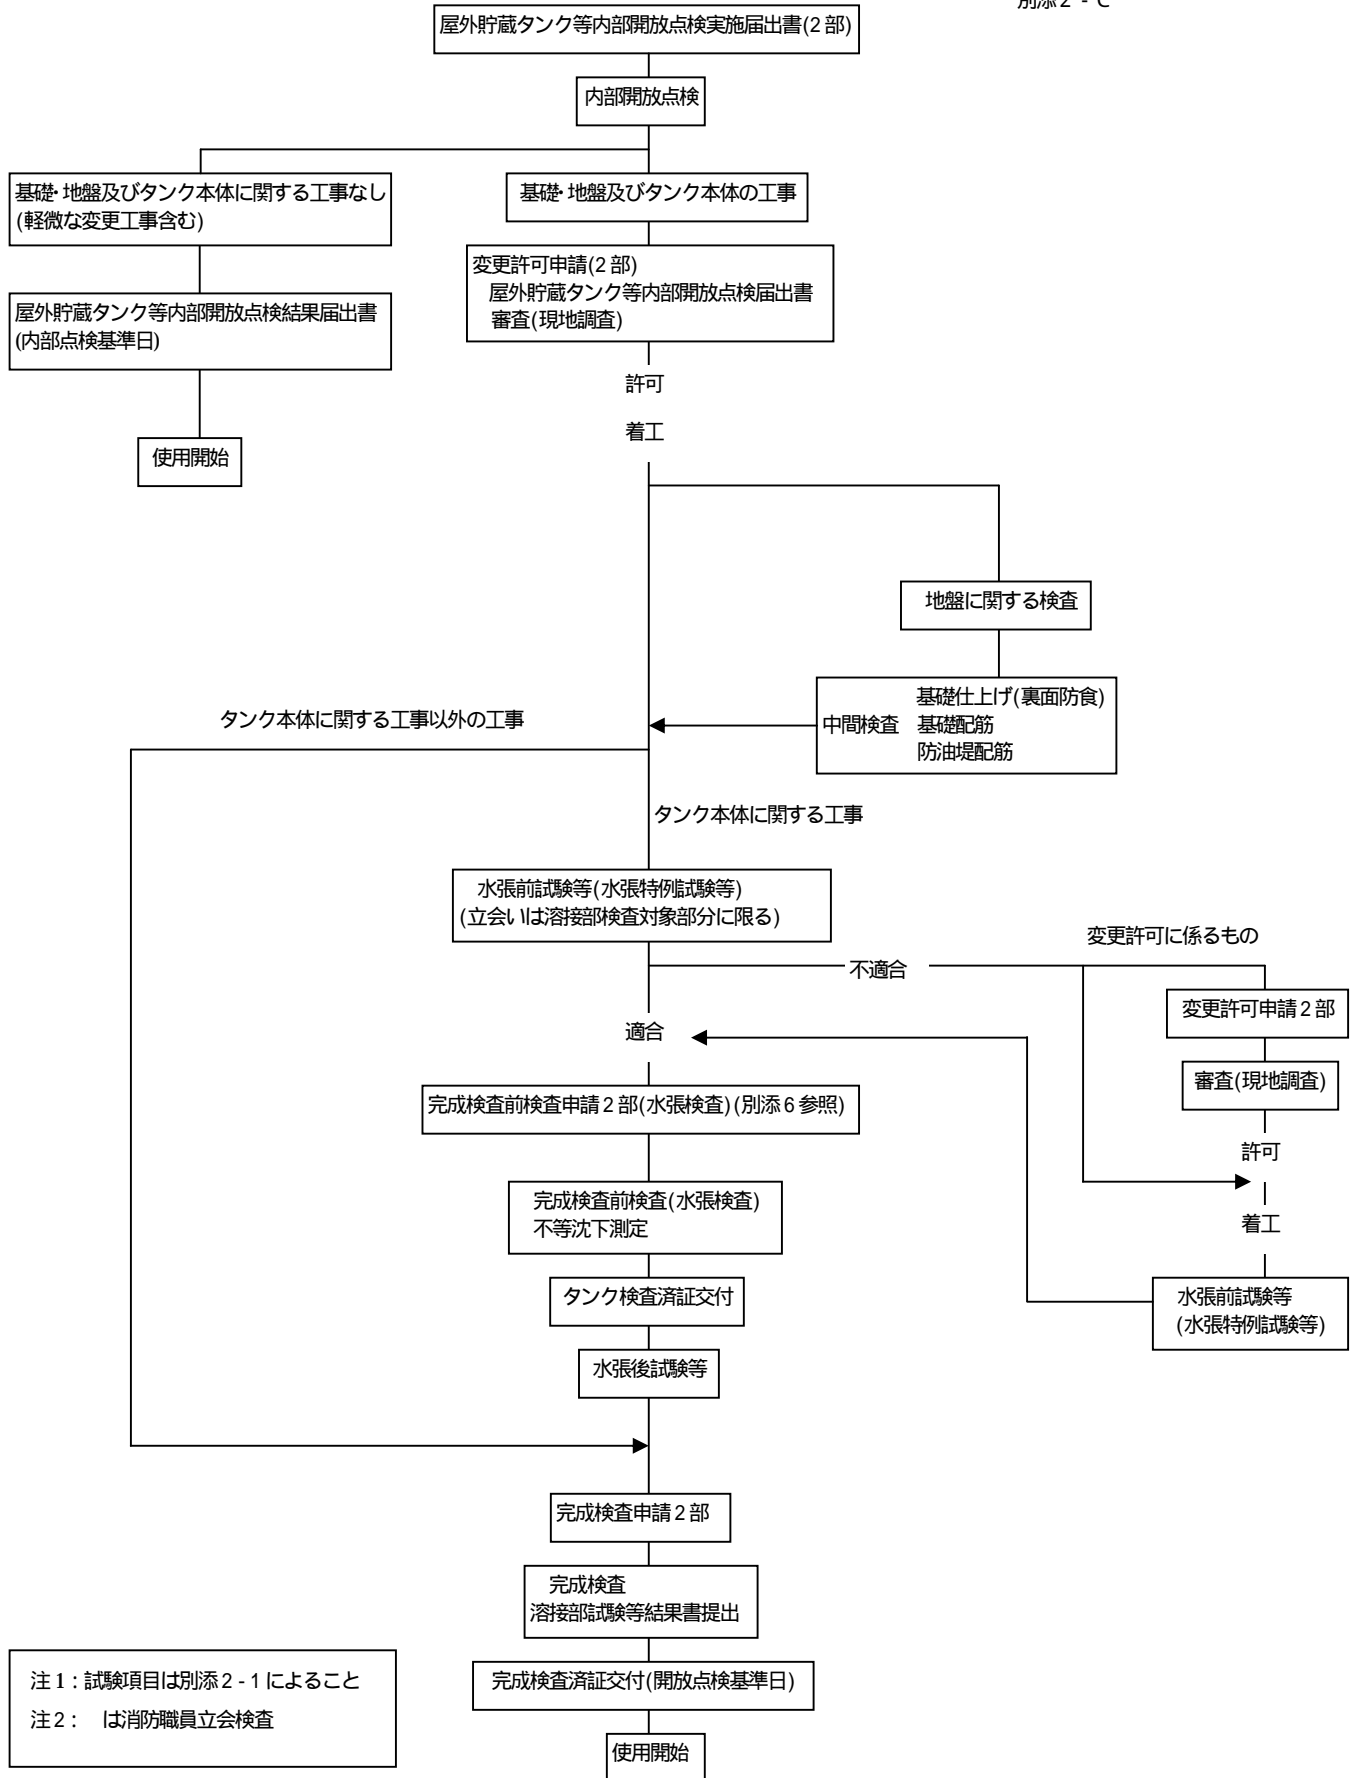 別添２-
屋外貯蔵タンク等内部開放点検実施届出書(2部)
内部開放点検
基礎・地盤及びタンク本体に関する工事なし
(軽微な変更工事含む)
基礎・地盤及びタンク本体の工事
変更許可申請(2部)
屋外貯蔵タンク等内部開放点検届出書
審査(現地調査)
屋外貯蔵タンク等内部開放点検結果届出書
(内部点検基準日)
許可
着工
使用開始
地盤に関する検査
基礎仕上げ(裏面防食)
中間検査 基礎配筋
防油堤配筋
タンク本体に関する工事以外の工事
タンク本体に関する工事
水張前試験等(水張特例試験等)
(立会いは溶接部検査対象部分に限る)
変更許可に係るもの
不適合
変更許可申請2部
適合
審査(現地調査)
完成検査前検査申請2部(水張検査)(別添6参照)
許可
完成検査前検査(水張検査)
不等沈下測定
着工
タンク検査済証交付
水張前試験等
(水張特例試験等)
水張後試験等
完成検査申請2部
完成検査
溶接部試験等結果書提出
完成検査済証交付(開放点検基準日)
注1：試験項目は別添2-1によること
注2：　は消防職員立会検査
使用開始